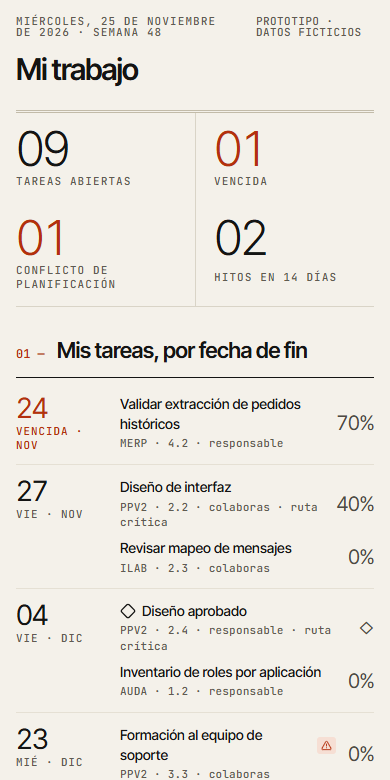 MIÉRCOLES, 25 DE NOVIEMBRE
DE 2026 · SEMANA 48
PROTOTIPO ·
DATOS FICTICIOS
Mi trabajo
09
TAREAS ABIERTAS
01
VENCIDA
01
CONFLICTO DE
PLANIFICACIÓN
02
HITOS EN 14 DÍAS
01 — Mis tareas, por fecha de fin
24
VENCIDA ·
NOV
Validar extracción de pedidos
históricos
MERP · 4.2 · responsable
70%
27
VIE · NOV
Diseño de interfaz
PPV2 · 2.2 · colaboras · ruta
crítica
40%
Revisar mapeo de mensajes
ILAB · 2.3 · colaboras
0%
04
VIE · DIC
Diseño aprobado
PPV2 · 2.4 · responsable · ruta
crítica
Inventario de roles por aplicación
AUDA · 1.2 · responsable
0%
23
MIÉ · DIC
Formación al equipo de
soporte
PPV2 · 3.3 · colaboras
0%